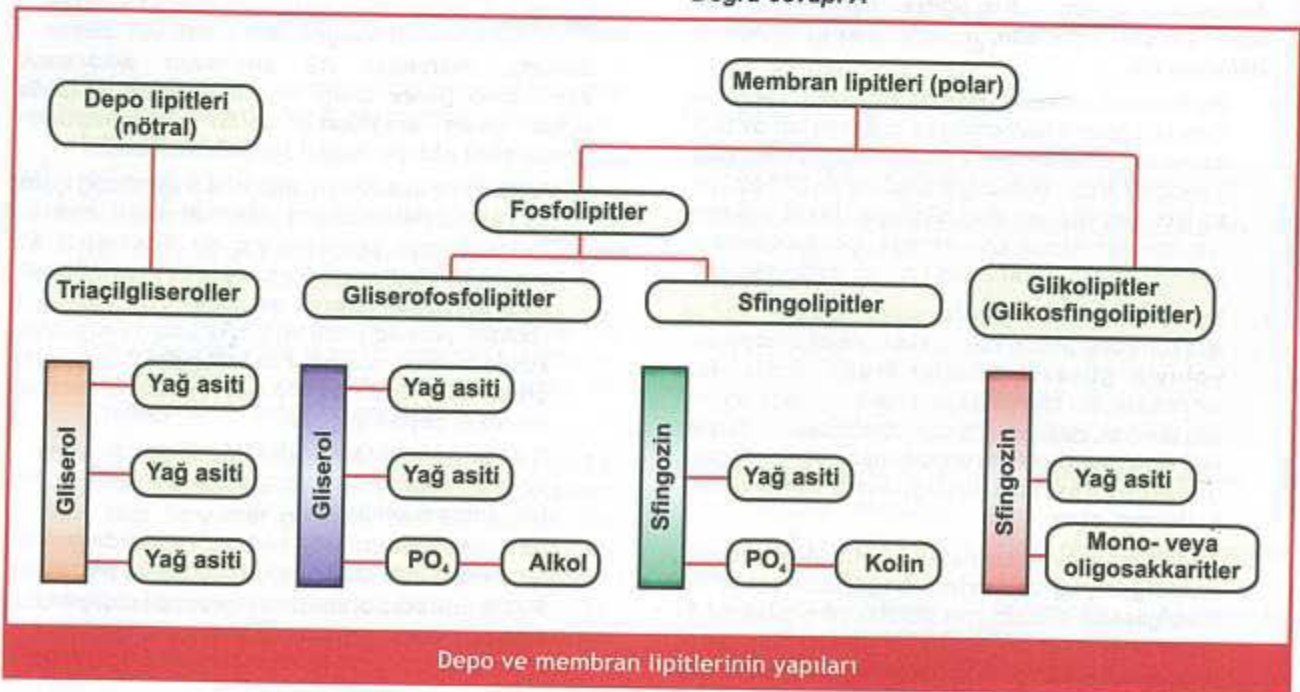 Doğru cevap: A
Depo lipitleri
(nötral)
Membran lipitleri (polar)
Fosfolipitler
Triaçilgliseroller
Gliserofosfolipitler
Sfingolipitler
Glikolipitler
(Glikosfingolipitler)
Gliserol
Yağ asiti
Yağ asiti
Yağ asiti
Gliserol
Yağ asiti
Yağ asiti
PO4
Alkol
Sfingozin
Yağ asiti
PO4
Kolin
Sfingozin
Yağ asiti
Mono- veya
oligosakkaritler
Depo ve membran lipitlerinin yapıları